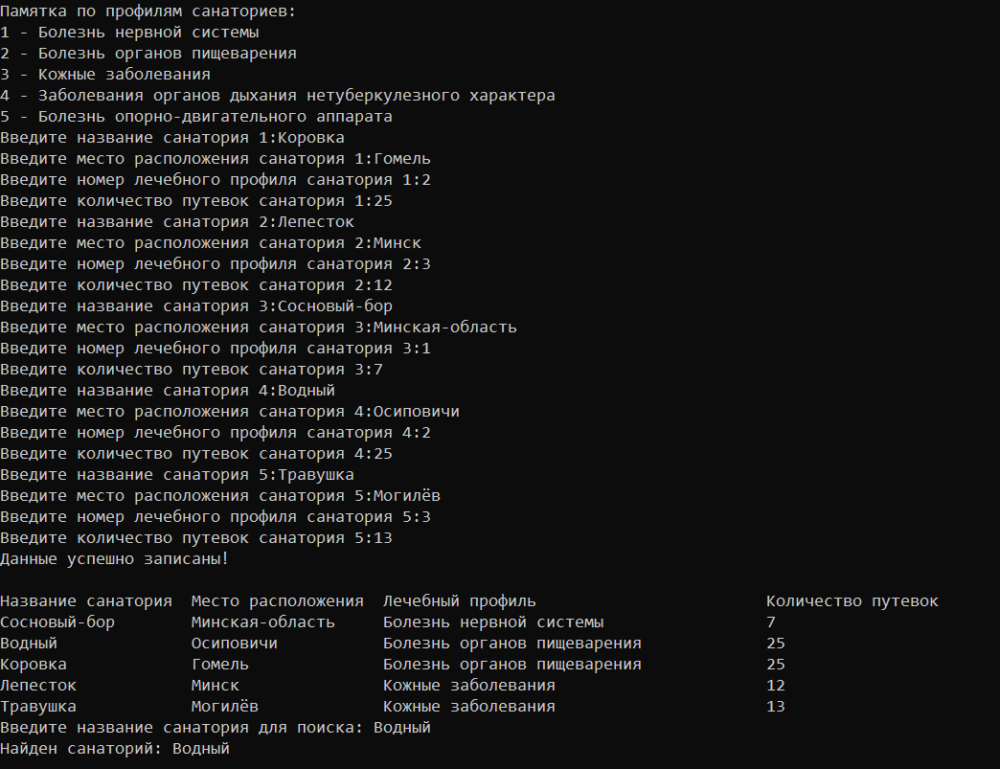 Памятка по профилям санаториев:
1 - Болезнь нервной системы
2 - Болезнь органов пищеварения
3 - Кожные заболевания
4 - Заболевания органов дыхания нетуберкулезного характера
5 - Болезнь опорно-двигательного аппарата
Введите название санатория 1:Коровка
Введите место расположения санатория 1:Гомель
Введите номер лечебного профиля санатория 1:2
Введите количество путевок санатория 1:25
Введите название санатория 2:Лепесток
Введите место расположения санатория 2:Минск
Введите номер лечебного профиля санатория 2:3
Введите количество путевок санатория 2:12
Введите название санатория 3:Сосновый-бор
Введите место расположения санатория 3:Минская-область
Введите номер лечебного профиля санатория 3:1
Введите количество путевок санатория 3:7
Введите название санатория 4:Водный
Введите место расположения санатория 4:Осиповичи
Введите номер лечебного профиля санатория 4:2
Введите количество путевок санатория 4:25
Введите название санатория 5:Травушка
Введите место расположения санатория 5:Могилёв
Введите номер лечебного профиля санатория 5:3
Введите количество путевок санатория 5:13
Данные успешно записаны!

Название санатория  Место расположения  Лечебный профиль                        Количество путевок
Сосновый-бор        Минская-область     Болезнь нервной системы                 7
Водный              Осиповичи           Болезнь органов пищеварения             25
Коровка             Гомель              Болезнь органов пищеварения             25
Лепесток            Минск               Кожные заболевания                      12
Травушка            Могилёв             Кожные заболевания                      13
Введите название санатория для поиска: Водный
Найден санаторий: Водный